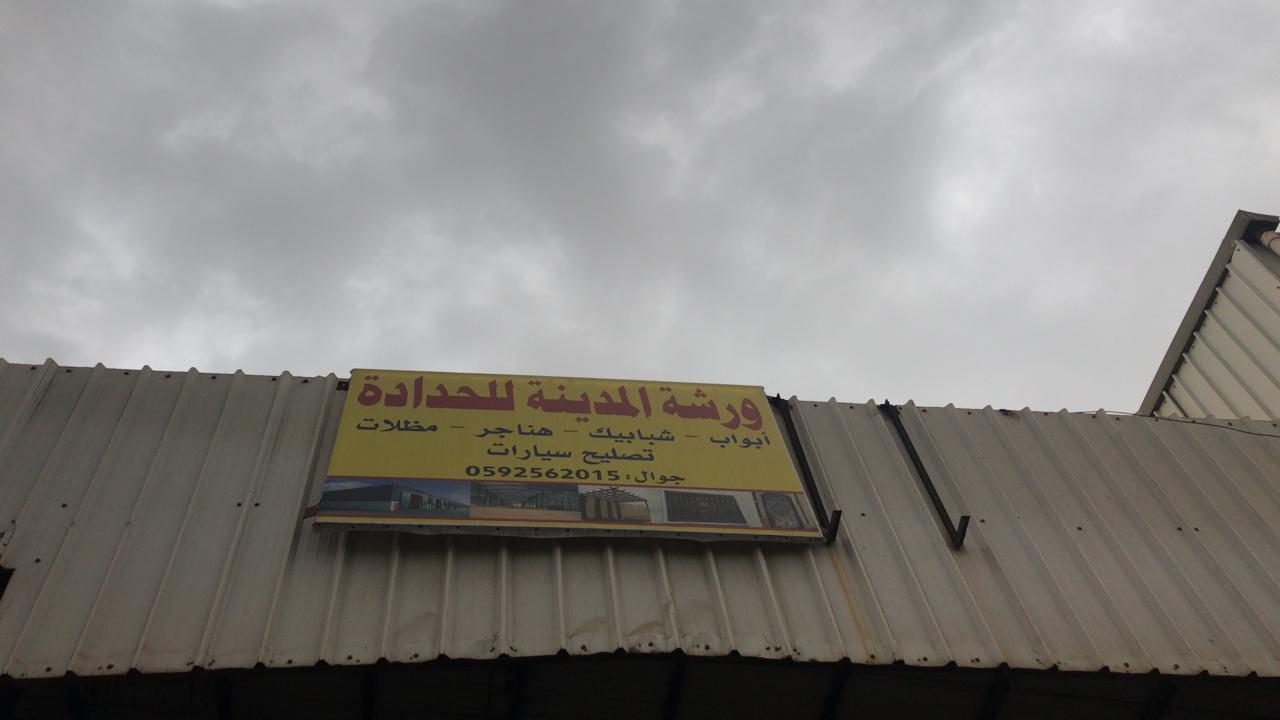 ورشة المدينة للحدادة
أبواب - شبابيك - هناجر - مظلات
تصليح سيارات
جوال: 0592562015